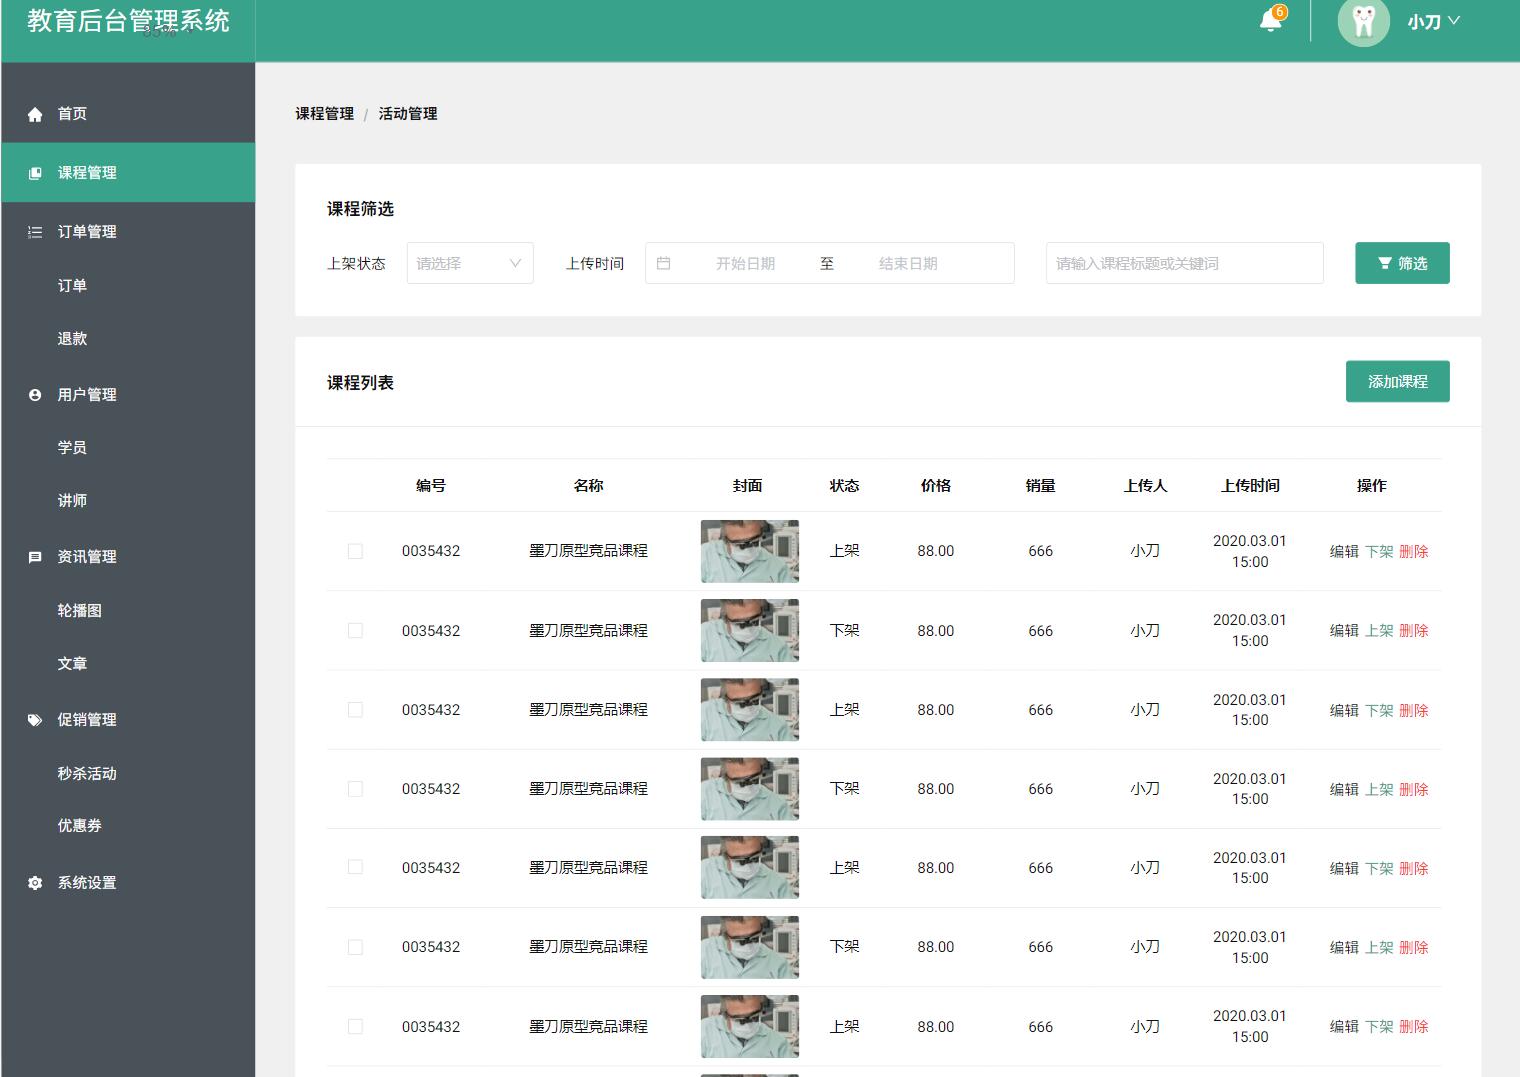 教育后台管理系统
85%
6
小刀
首页
课程管理
订单管理
订单
退款
用户管理
学员
讲师
资讯管理
轮播图
文章
促销管理
秒杀活动
优惠券
系统设置
课程管理 / 活动管理
课程筛选
上架状态 请选择 上传时间 开始日期 至 结束日期 请输入课程标题或关键词 筛选
课程列表 添加课程
编号 名称 封面 状态 价格 销量 上传人 上传时间 操作
0035432 墨刀原型竞品课程 上架 88.00 666 小刀 2020.03.01 15:00 编辑 下架 删除
0035432 墨刀原型竞品课程 下架 88.00 666 小刀 2020.03.01 15:00 编辑 上架 删除
0035432 墨刀原型竞品课程 上架 88.00 666 小刀 2020.03.01 15:00 编辑 下架 删除
0035432 墨刀原型竞品课程 下架 88.00 666 小刀 2020.03.01 15:00 编辑 上架 删除
0035432 墨刀原型竞品课程 上架 88.00 666 小刀 2020.03.01 15:00 编辑 下架 删除
0035432 墨刀原型竞品课程 下架 88.00 666 小刀 2020.03.01 15:00 编辑 上架 删除
0035432 墨刀原型竞品课程 上架 88.00 666 小刀 2020.03.01 15:00 编辑 下架 删除